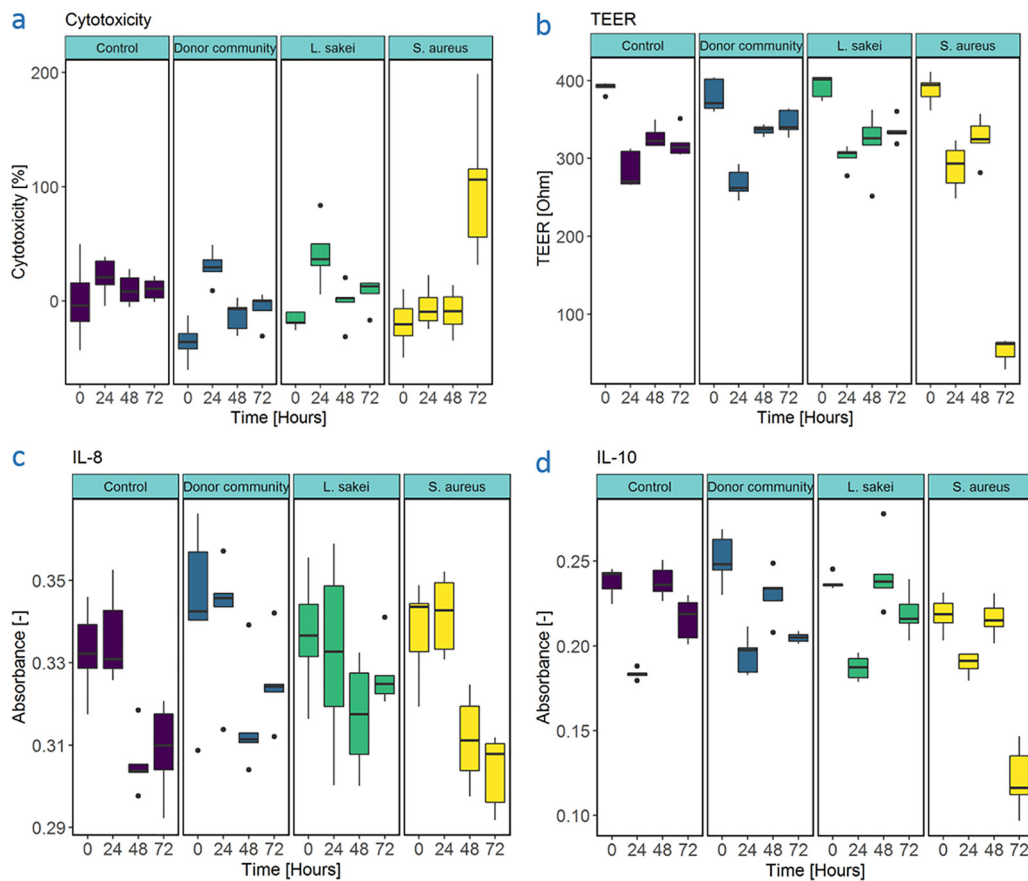 a
Cytotoxicity
Control Donor community L. sakei S. aureus
Cytotoxicity [%]
200
100
0
0 24 48 72 0 24 48 72 0 24 48 72 0 24 48 72
Time [Hours]
b
TEER
Control Donor community L. sakei S. aureus
TEER [Ohm]
400
300
200
100
0 24 48 72 0 24 48 72 0 24 48 72 0 24 48 72
Time [Hours]
c
IL-8
Control Donor community L. sakei S. aureus
Absorbance [-]
0.35
0.33
0.31
0.29
0 24 48 72 0 24 48 72 0 24 48 72 0 24 48 72
Time [Hours]
d
IL-10
Control Donor community L. sakei S. aureus
Absorbance [-]
0.25
0.20
0.15
0.10
0 24 48 72 0 24 48 72 0 24 48 72 0 24 48 72
Time [Hours]